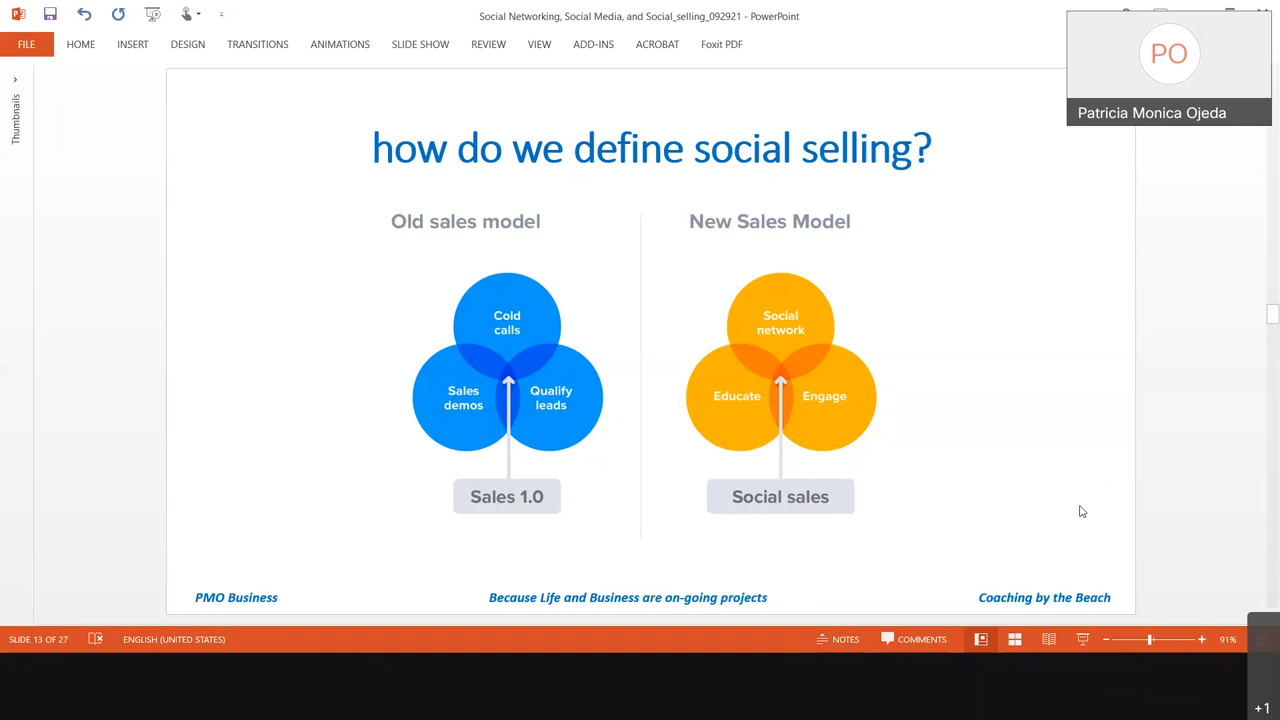 Social Networking, Social Media, and Social_selling_092921 - PowerPoint
FILE HOME INSERT DESIGN TRANSITIONS ANIMATIONS SLIDE SHOW REVIEW VIEW ADD-INS ACROBAT Foxit PDF
PO
Patricia Monica Ojeda
Thumbnails
how do we define social selling?
Old sales model
Cold
calls
Sales
demos
Qualify
leads
Sales 1.0
New Sales Model
Social
network
Educate
Engage
Social sales
PMO Business
Because Life and Business are on-going projects
Coaching by the Beach
SLIDE 13 OF 27 ENGLISH (UNITED STATES) NOTES COMMENTS 91%
+1